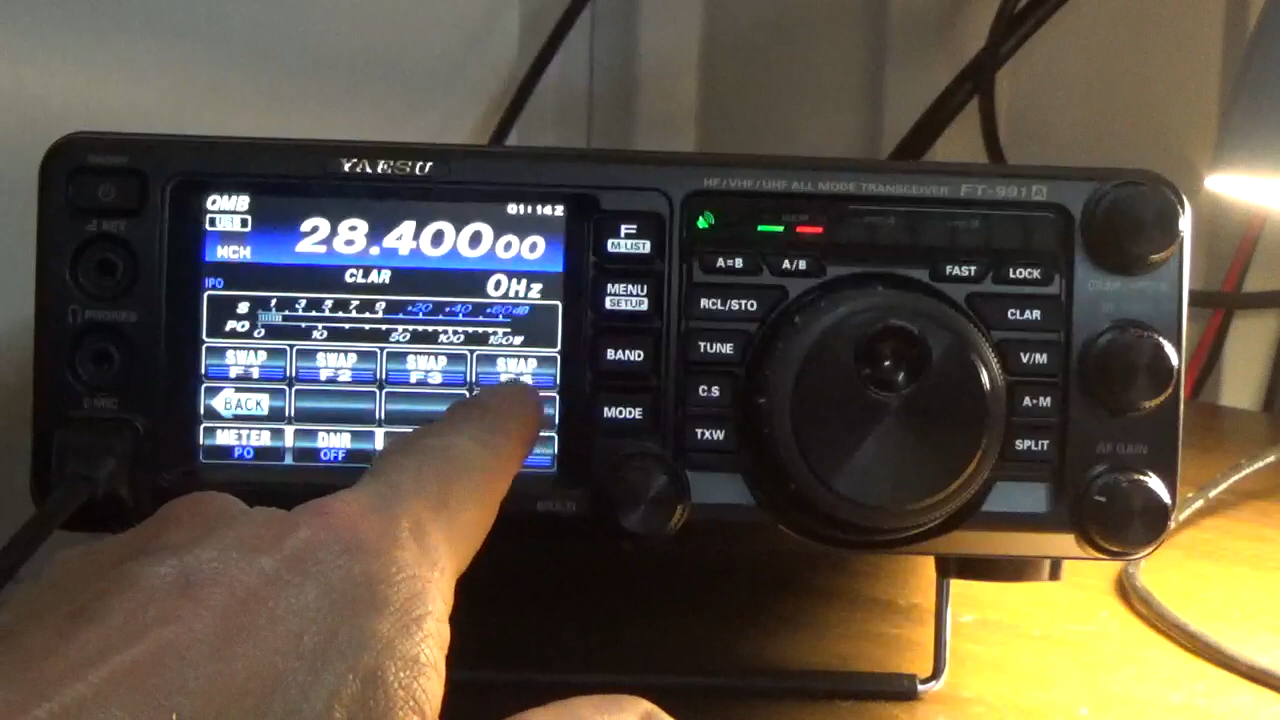 YAESU
HF/VHF/UHF ALL MODE TRANSCEIVER FT-991A
QMB
01:14Z
USB
28.400.00
MCH
CLAR
0Hz
IPO
S 1 3 5 7 9 +20 +40 +60dB
PO 0 10 50 100 150W
SWAP F1
SWAP F2
SWAP F3
SWAP
BACK
METER PO
DNR OFF
MULTI
F
M-LIST
MENU
SETUP
BAND
MODE
A=B
A/B
FAST
LOCK
RCL/STO
CLAR
TUNE
V/M
C.S
A▸M
TXW
SPLIT
PHONES
MIC
AF GAIN